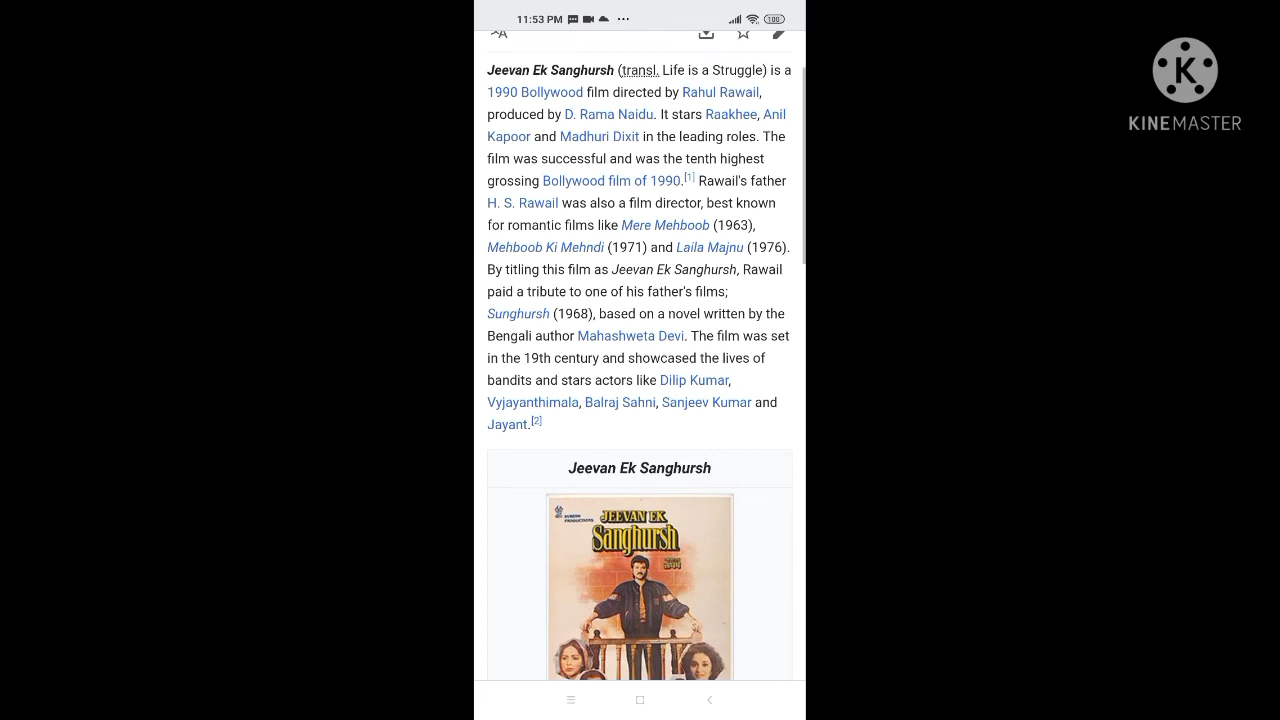 11:53 PM
100
Jeevan Ek Sanghursh (transl. Life is a Struggle) is a
1990 Bollywood film directed by Rahul Rawail,
produced by D. Rama Naidu. It stars Raakhee, Anil
Kapoor and Madhuri Dixit in the leading roles. The
film was successful and was the tenth highest
grossing Bollywood film of 1990.[1] Rawail's father
H. S. Rawail was also a film director, best known
for romantic films like Mere Mehboob (1963),
Mehboob Ki Mehndi (1971) and Laila Majnu (1976).
By titling this film as Jeevan Ek Sanghursh, Rawail
paid a tribute to one of his father's films;
Sunghursh (1968), based on a novel written by the
Bengali author Mahashweta Devi. The film was set
in the 19th century and showcased the lives of
bandits and stars actors like Dilip Kumar,
Vyjayanthimala, Balraj Sahni, Sanjeev Kumar and
Jayant.[2]
Jeevan Ek Sanghursh
SURESH
PRODUCTIONS
JEEVAN EK
Sanghursh
K
KINEMASTER